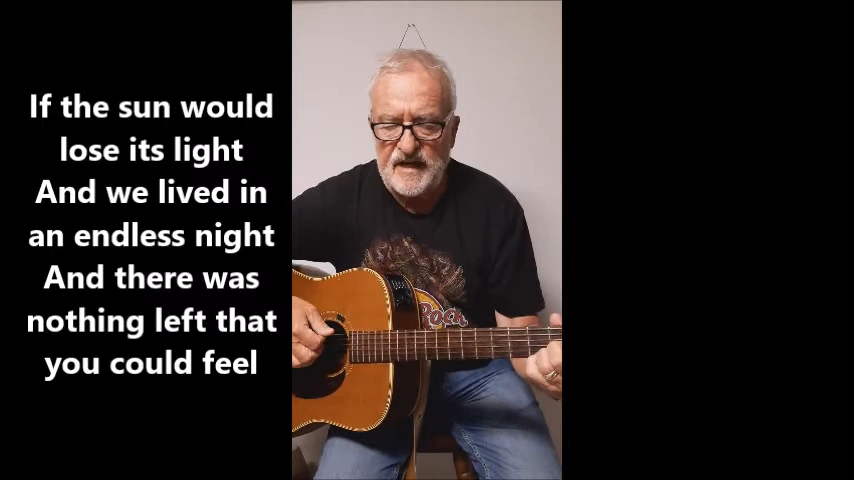 If the sun would
lose its light
And we lived in
an endless night
And there was
nothing left that
you could feel
ROCK